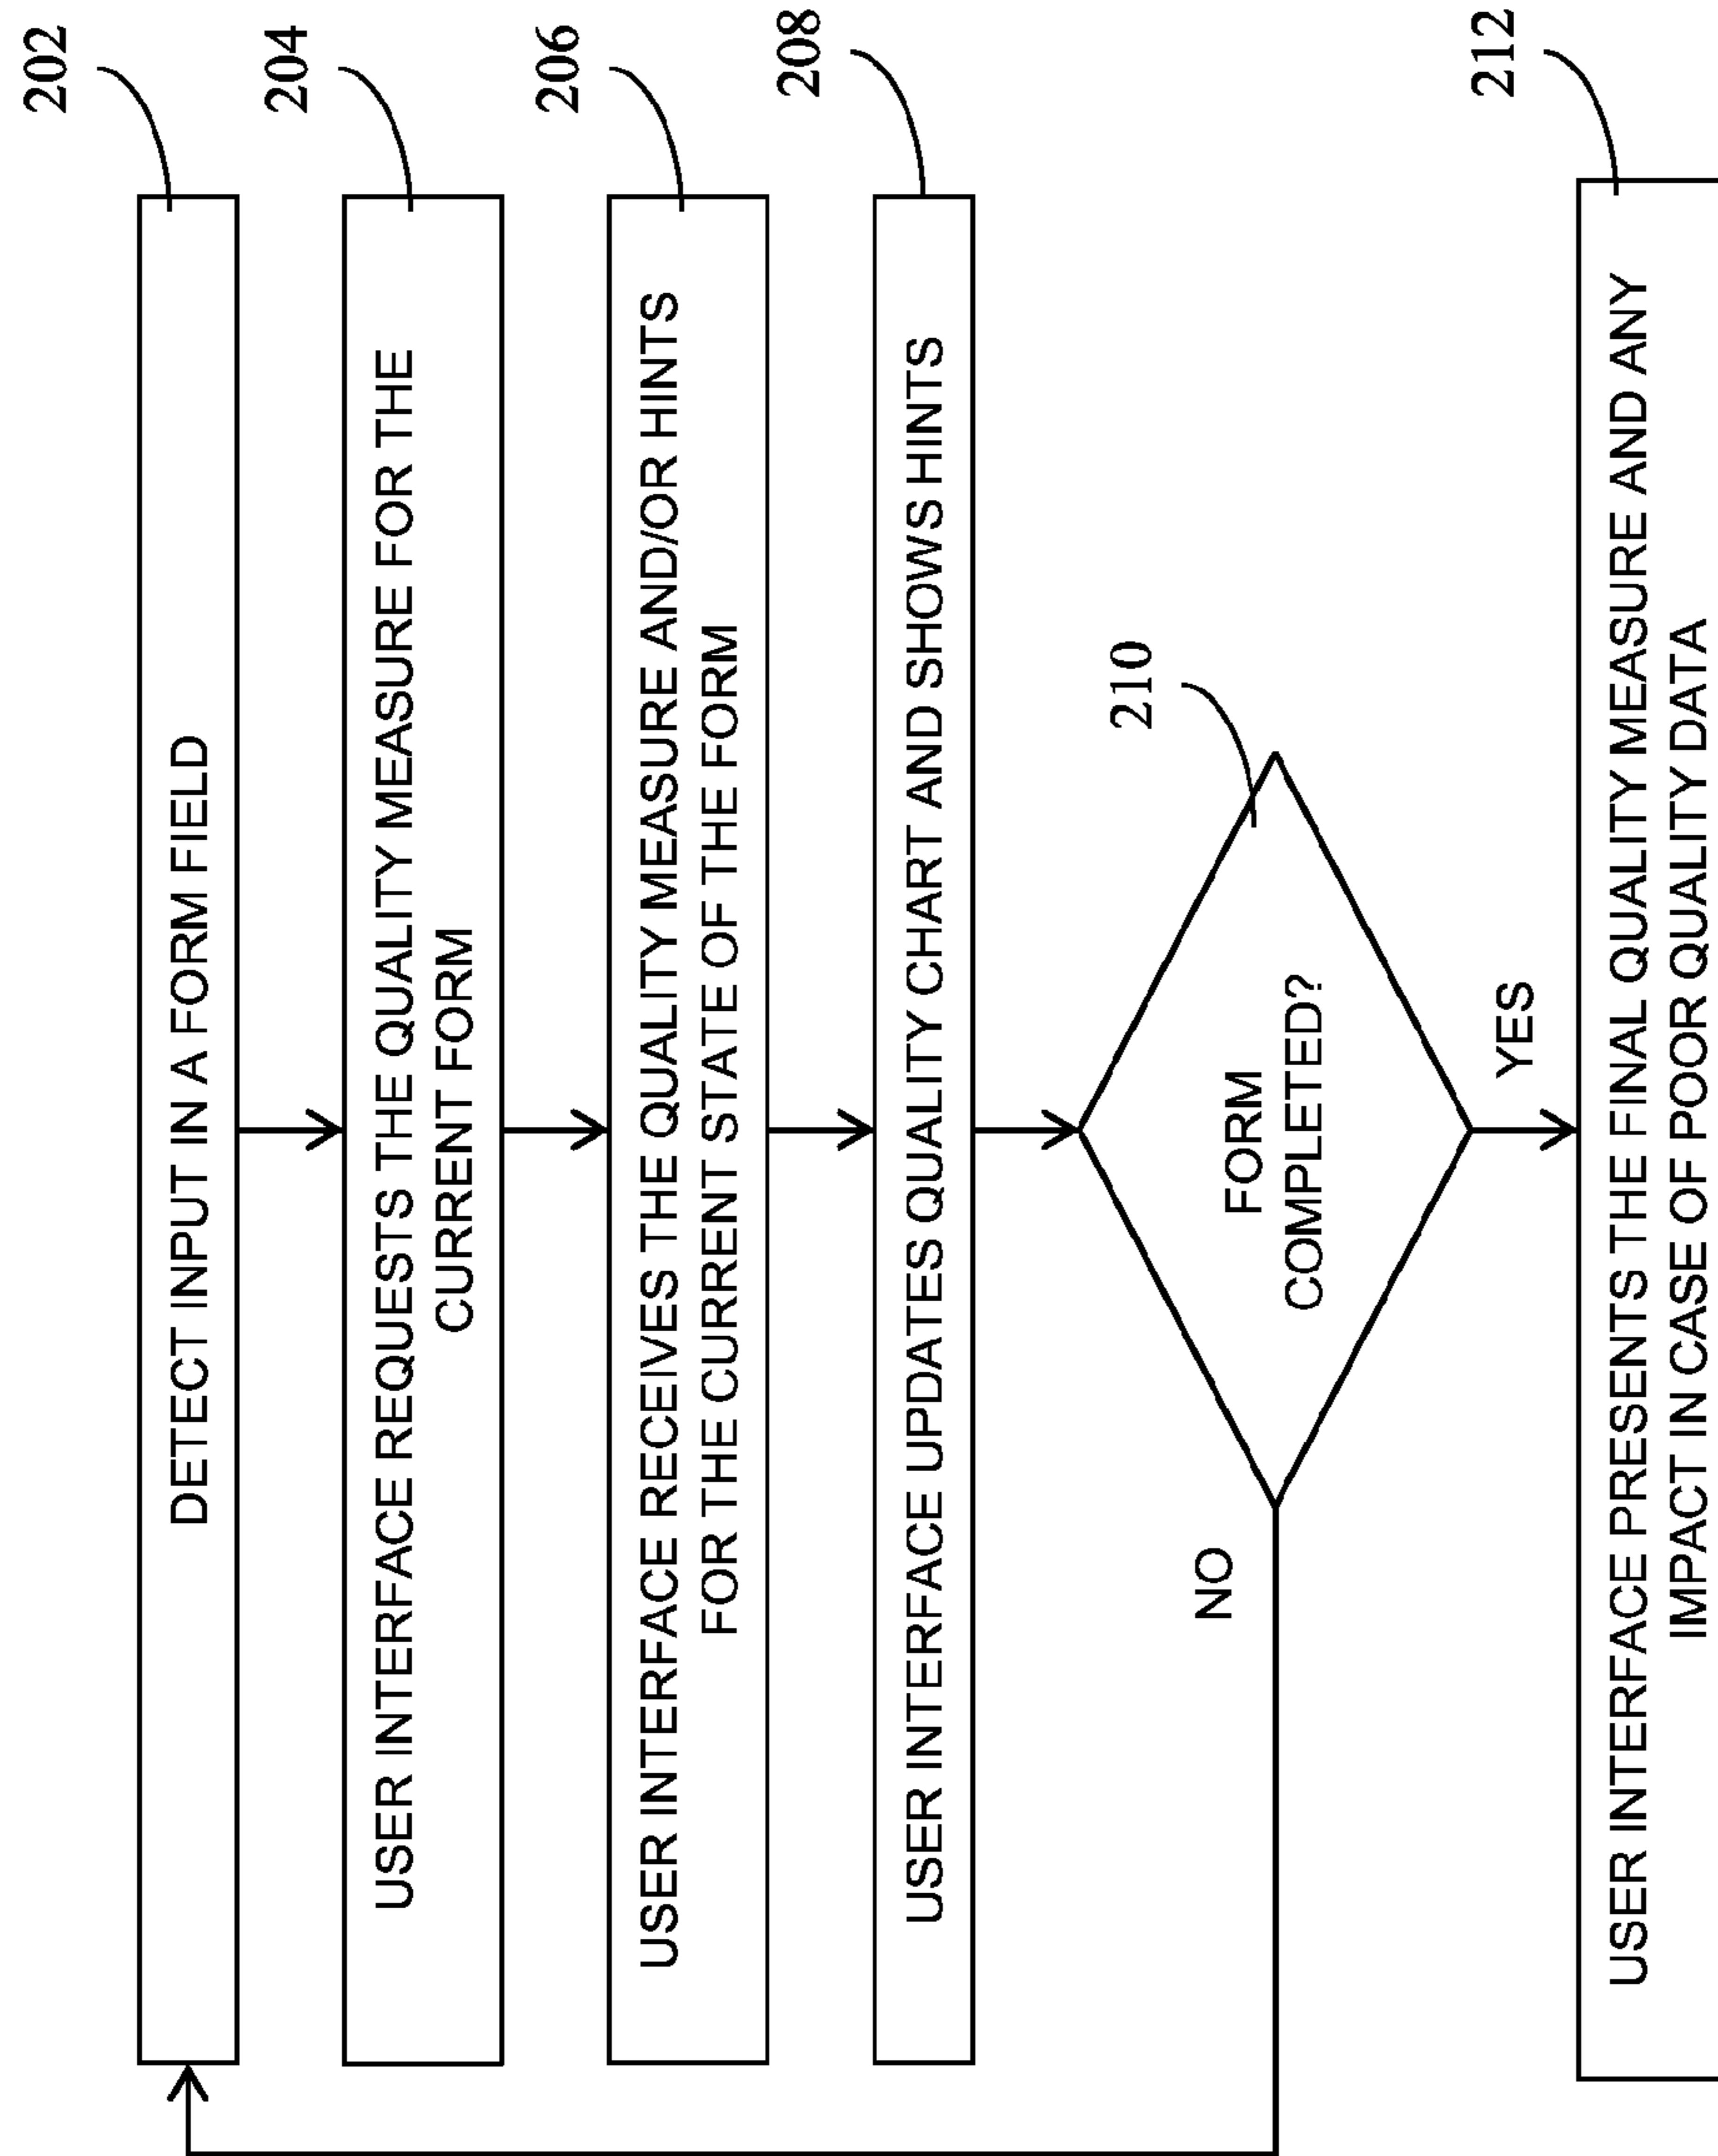 202
DETECT INPUT IN A FORM FIELD
204
USER INTERFACE REQUESTS THE QUALITY MEASURE FOR THE
CURRENT FORM
206
USER INTERFACE RECEIVES THE QUALITY MEASURE AND/OR HINTS
FOR THE CURRENT STATE OF THE FORM
208
USER INTERFACE UPDATES QUALITY CHART AND SHOWS HINTS
210
FORM
COMPLETED?
NO
YES
212
USER INTERFACE PRESENTS THE FINAL QUALITY MEASURE AND ANY
IMPACT IN CASE OF POOR QUALITY DATA